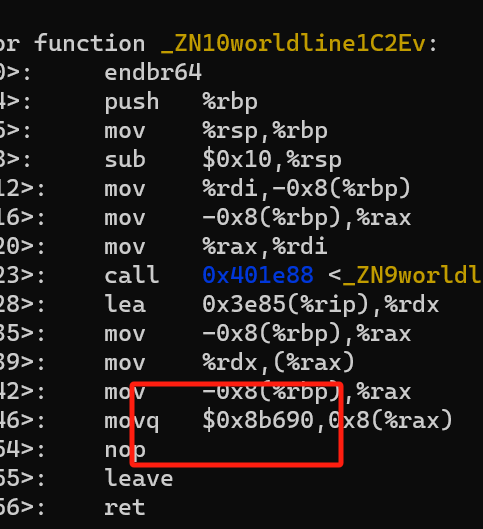 or function _ZN10worldline1C2Ev:
0>: endbr64
4>: push %rbp
5>: mov %rsp,%rbp
8>: sub $0x10,%rsp
12>: mov %rdi,-0x8(%rbp)
16>: mov -0x8(%rbp),%rax
20>: mov %rax,%rdi
23>: call 0x401e88 <_ZN9worldl
28>: lea 0x3e85(%rip),%rdx
35>: mov -0x8(%rbp),%rax
39>: mov %rdx,(%rax)
42>: mov -0x8(%rbp),%rax
46>: movq $0x8b690,0x8(%rax)
54>: nop
55>: leave
56>: ret